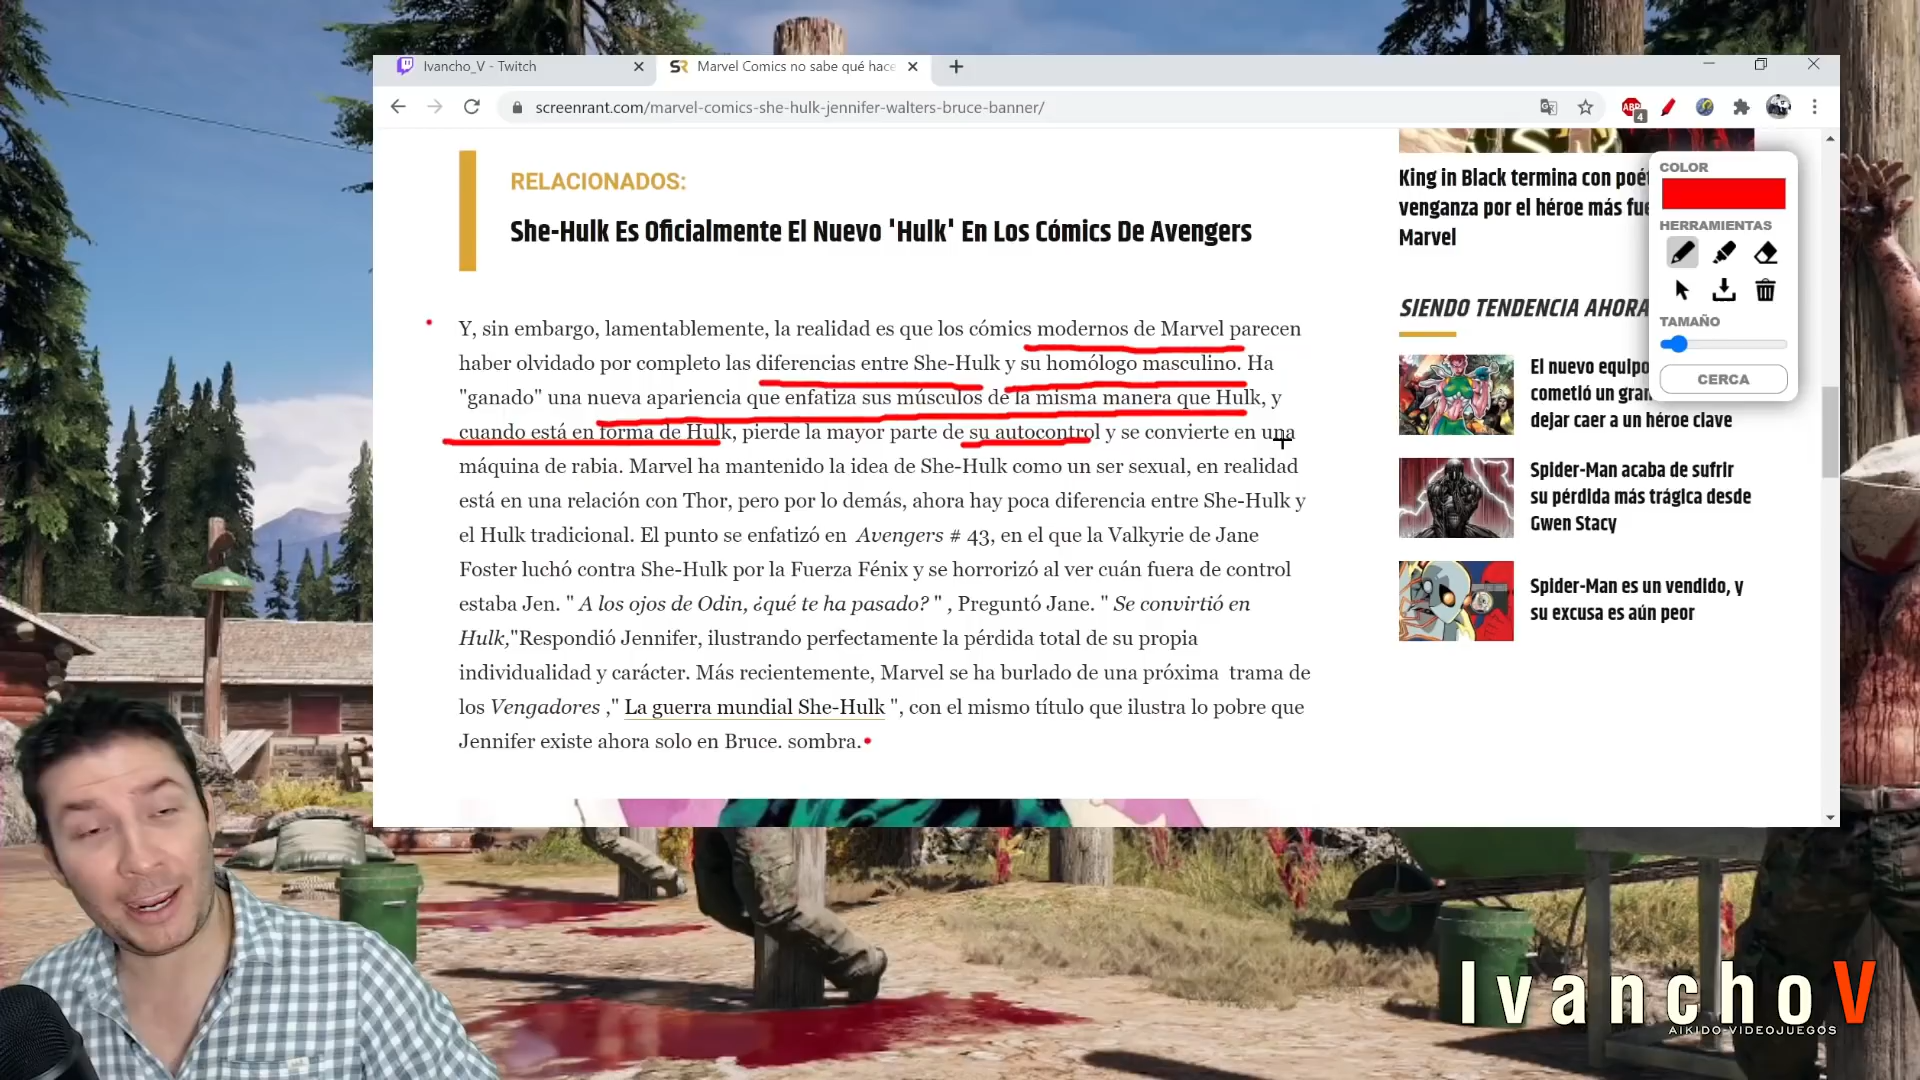 Ivancho_V - Twitch
SR Marvel Comics no sabe qué hace
screenrant.com/marvel-comics-she-hulk-jennifer-walters-bruce-banner/
ABP
4
RELACIONADOS:
She-Hulk Es Oficialmente El Nuevo 'Hulk' En Los Cómics De Avengers
Y, sin embargo, lamentablemente, la realidad es que los cómics modernos de Marvel parecen
haber olvidado por completo las diferencias entre She-Hulk y su homólogo masculino. Ha
"ganado" una nueva apariencia que enfatiza sus músculos de la misma manera que Hulk, y
cuando está en forma de Hulk, pierde la mayor parte de su autocontrol y se convierte en una
máquina de rabia. Marvel ha mantenido la idea de She-Hulk como un ser sexual, en realidad
está en una relación con Thor, pero por lo demás, ahora hay poca diferencia entre She-Hulk y
el Hulk tradicional. El punto se enfatizó en Avengers # 43, en el que la Valkyrie de Jane
Foster luchó contra She-Hulk por la Fuerza Fénix y se horrorizó al ver cuán fuera de control
estaba Jen. " A los ojos de Odin, ¿qué te ha pasado? " , Preguntó Jane. " Se convirtió en
Hulk,"Respondió Jennifer, ilustrando perfectamente la pérdida total de su propia
individualidad y carácter. Más recientemente, Marvel se ha burlado de una próxima trama de
los Vengadores ," La guerra mundial She-Hulk ", con el mismo título que ilustra lo pobre que
Jennifer existe ahora solo en Bruce. sombra.
King in Black termina con poét
venganza por el héroe más fue
Marvel
SIENDO TENDENCIA AHORA
El nuevo equipo
cometió un gran
dejar caer a un héroe clave
Spider-Man acaba de sufrir
su pérdida más trágica desde
Gwen Stacy
Spider-Man es un vendido, y
su excusa es aún peor
COLOR
HERRAMIENTAS
TAMAÑO
CERCA
IvanchoV
AIKIDO-VIDEOJUEGOS